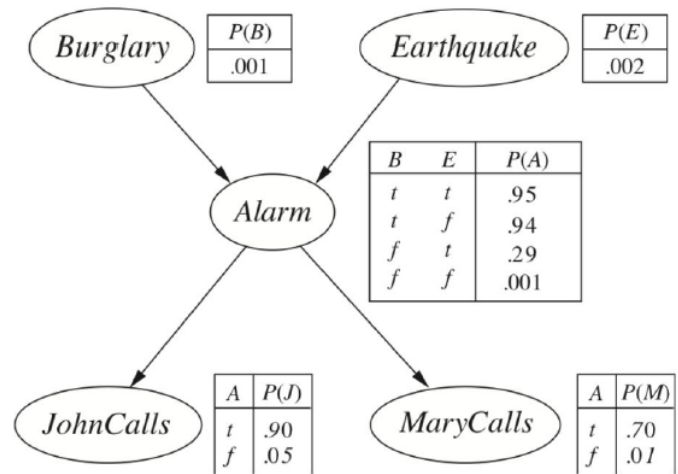 Burglary
P(B)
.001
Earthquake
P(E)
.002
B E P(A)
t t .95
t f .94
f t .29
f f .001
Alarm
JohnCalls
A P(J)
t .90
f .05
MaryCalls
A P(M)
t .70
f .01